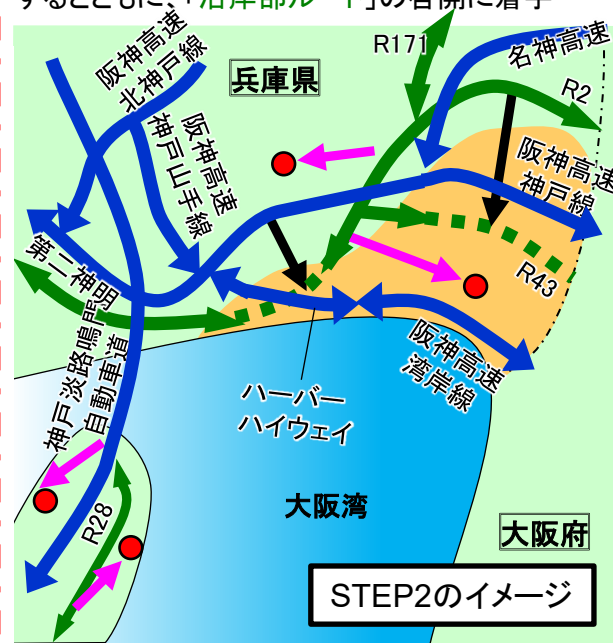 するとともに、「沿岸部ルート」の啓開に着手
阪神高速
北神戸線
兵庫県
R171
名神高速
R2
阪神高速
神戸山手線
阪神高速
神戸線
第二神明
R43
神戸淡路鳴門
自動車道
阪神高速
湾岸線
ハーバー
ハイウェイ
R28
大阪湾
大阪府
STEP2のイメージ